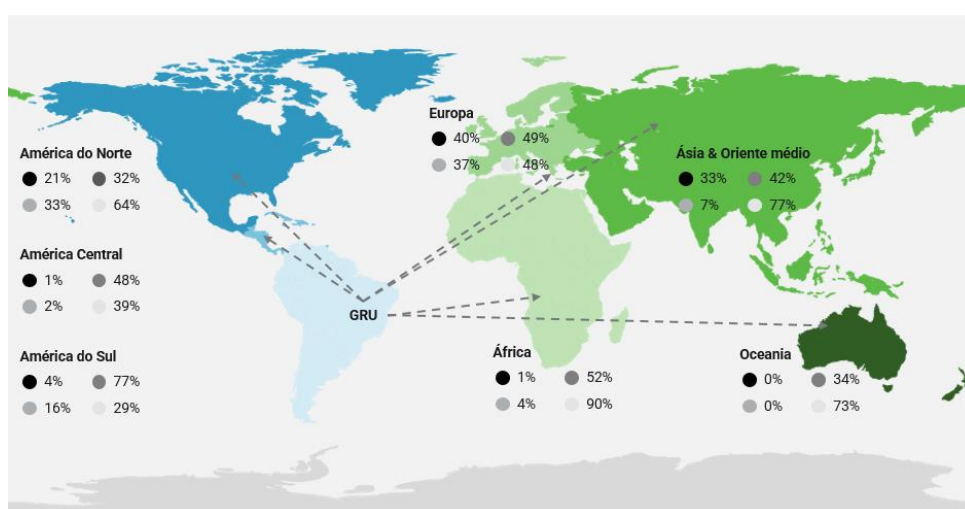 Europa
40% 49%
37% 48%
América do Norte
21% 32%
33% 64%
Ásia & Oriente médio
33% 42%
7% 77%
América Central
1% 48%
2% 39%
GRU
América do Sul
4% 77%
16% 29%
África
1% 52%
4% 90%
Oceania
0% 34%
0% 73%